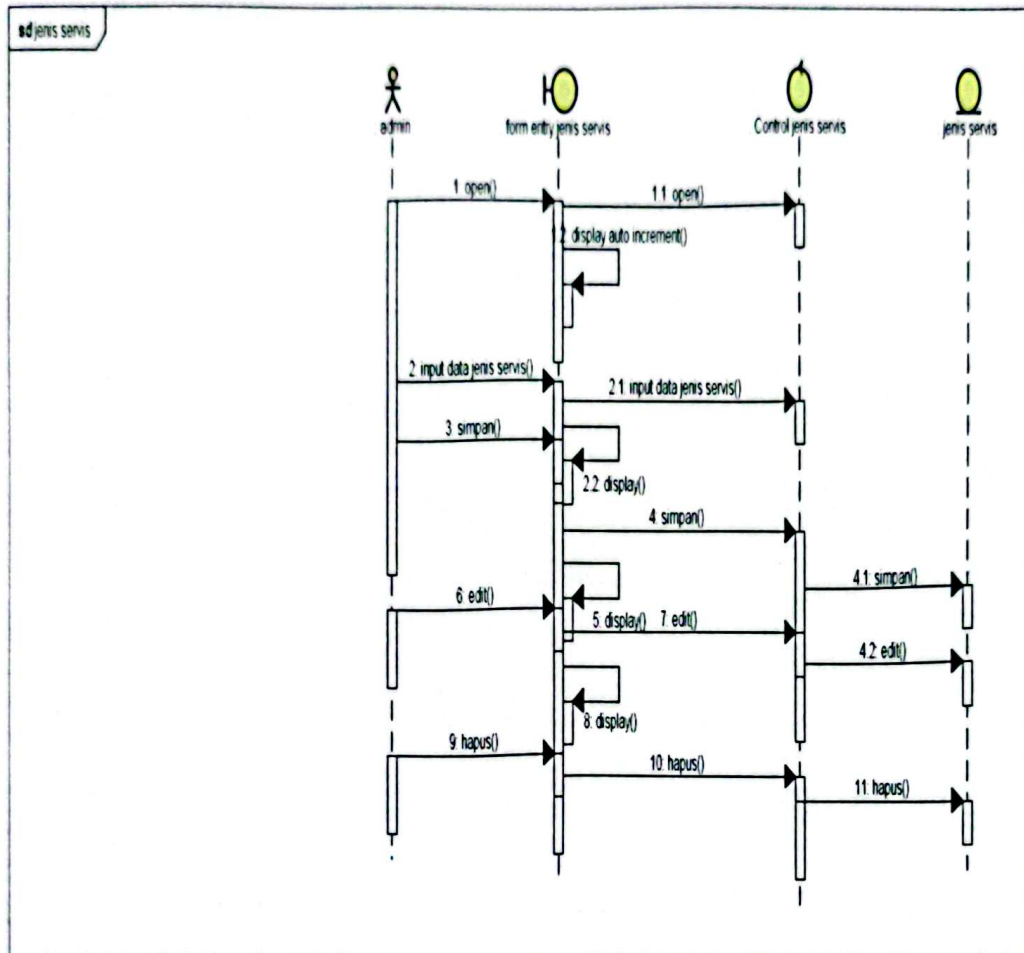 sd jenis servis
admin
form entry jenis servis
Control jenis servis
jenis servis
1: open()
1.1: open()
1.2: display auto increment()
2: input data jenis servis()
2.1: input data jenis servis()
3: simpan()
2.2: display()
4: simpan()
4.1: simpan()
6: edit()
5: display()
7: edit()
4.2: edit()
8: display()
9: hapus()
10: hapus()
11: hapus()